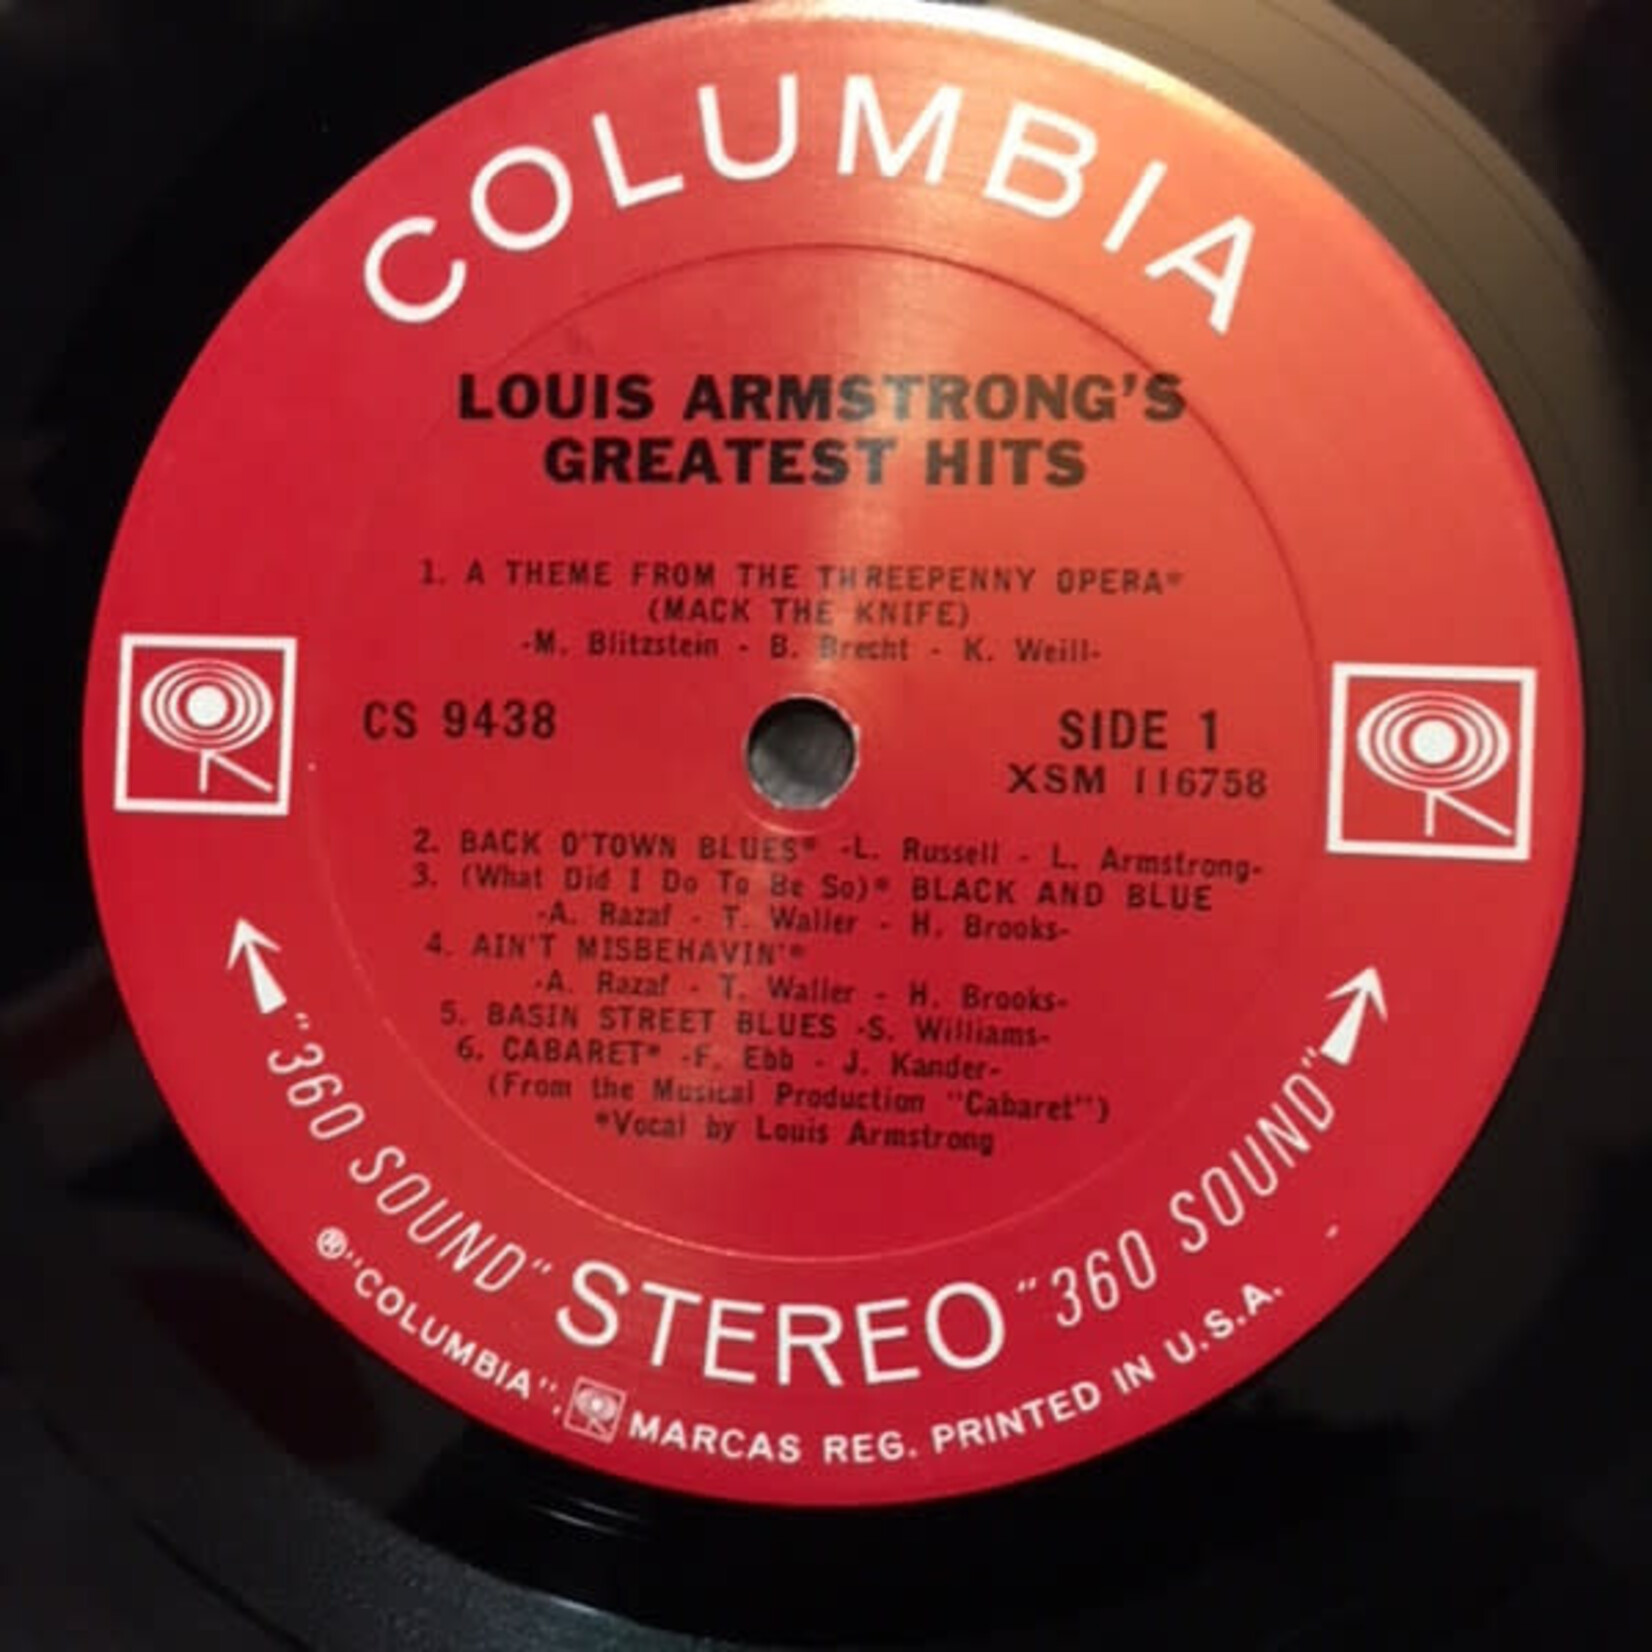 COLUMBIA
LOUIS ARMSTRONG'S
GREATEST HITS
1. A THEME FROM THE THREEPENNY OPERA*
(MACK THE KNIFE)
-M. Blitzstein - B. Brecht - K. Weill-
CS 9438
SIDE 1
XSM 116758
2. BACK O'TOWN BLUES* -L. Russell - L. Armstrong-
3. (What Did I Do To Be So)* BLACK AND BLUE
-A. Razaf - T. Waller - H. Brooks-
4. AIN'T MISBEHAVIN'*
-A. Razaf - T. Waller - H. Brooks-
5. BASIN STREET BLUES -S. Williams-
6. CABARET* -F. Ebb - J. Kander-
(From the Musical Production "Cabaret")
*Vocal by Louis Armstrong
"360 SOUND" STEREO "360 SOUND"
® "COLUMBIA", MARCAS REG. PRINTED IN U.S.A.